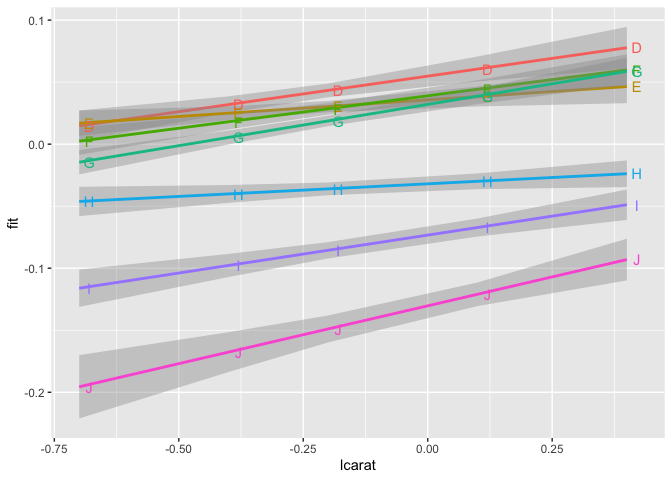 0.1
0.0
-0.1
-0.2
fit
D D D D D
E E E E
F F F F
G G G G G
H H H H H
I I I I I
J J J J J
-0.75 -0.50 -0.25 0.00 0.25
lcarat